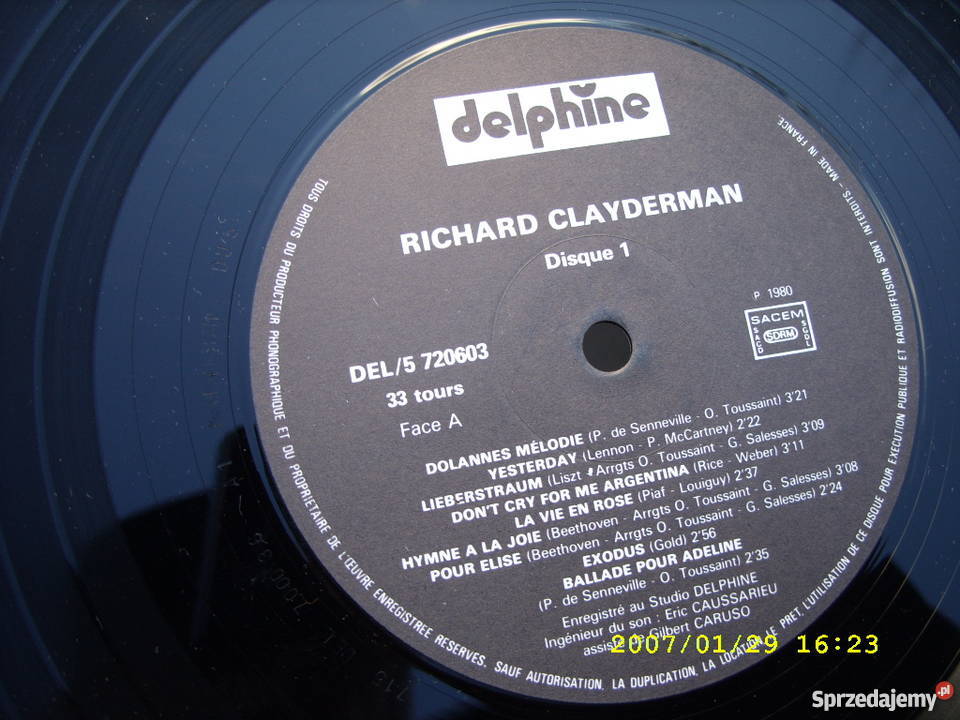 delphine
RICHARD CLAYDERMAN
Disque 1
P 1980
SACEM
SACD SDRM SGDL
DEL/5 720603
33 tours
Face A
DOLANNES MÉLODIE (P. de Senneville - O. Toussaint) 3'21
YESTERDAY (Lennon - P. McCartney) 2'22
LIEBERSTRAUM (Liszt - Arrgts O. Toussaint - G. Salesses) 3'09
DON'T CRY FOR ME ARGENTINA (Rice - Weber) 3'11
LA VIE EN ROSE (Piaf - Louiguy) 2'37
HYMNE A LA JOIE (Beethoven - Arrgts O. Toussaint - G. Salesses) 3'08
POUR ELISE (Beethoven - Arrgts O. Toussaint - G. Salesses) 2'24
EXODUS (Gold) 2'56
BALLADE POUR ADELINE
(P. de Senneville - O. Toussaint) 2'35
Enregistré au Studio DELPHINE
Ingénieur du son : Eric CAUSSARIEU
assisté de Gilbert CARUSO
TOUS DROITS DU PRODUCTEUR PHONOGRAPHIQUE ET DU PROPRIETAIRE DE L'ŒUVRE ENREGISTREE RESERVES. SAUF AUTORISATION, LA DUPLICATION, LA LOCATION, LE PRET, L'UTILISATION DE CE DISQUE POUR EXECUTION PUBLIQUE ET RADIODIFFUSION SONT INTERDITS - MADE IN FRANCE.
2007/01/29 16:23
Sprzedajemy.pl